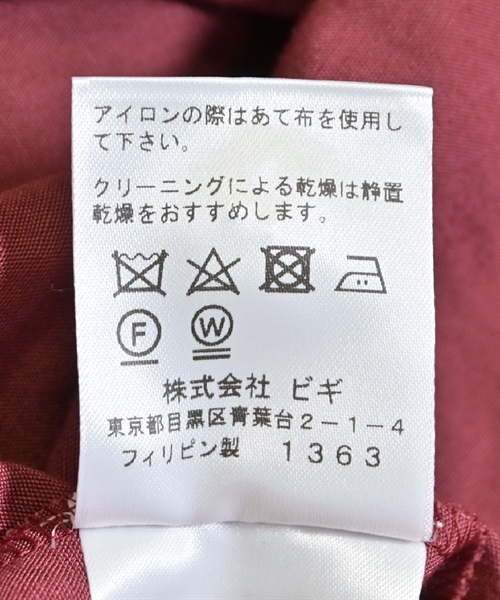 アイロンの際はあて布を使用し
て下さい。
クリーニングによる乾燥は静置
乾燥をおすすめします。
F W
株式会社 ビギ
東京都目黒区青葉台2-1-4
フィリピン製 1363